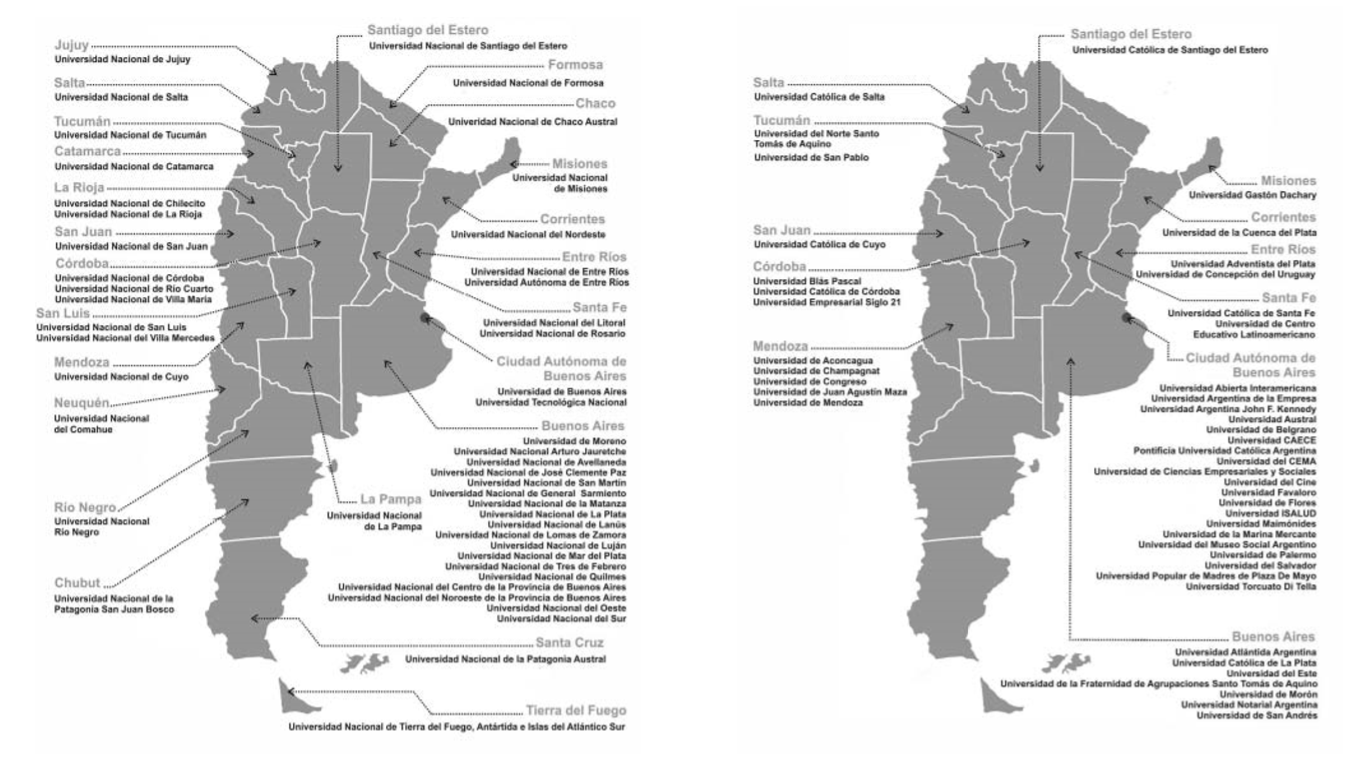 Jujuy
Universidad Nacional de Jujuy
Salta
Universidad Nacional de Salta
Tucumán
Universidad Nacional de Tucumán
Catamarca
Universidad Nacional de Catamarca
La Rioja
Universidad Nacional de Chilecito
Universidad Nacional de La Rioja
San Juan
Universidad Nacional de San Juan
Córdoba
Universidad Nacional de Córdoba
Universidad Nacional de Río Cuarto
Universidad Nacional de Villa María
San Luis
Universidad Nacional de San Luis
Universidad Nacional del Villa Mercedes
Mendoza
Universidad Nacional de Cuyo
Neuquén
Universidad Nacional
del Comahue
Río Negro
Universidad Nacional
Río Negro
Chubut
Universidad Nacional de la
Patagonia San Juan Bosco
Santiago del Estero
Universidad Nacional de Santiago del Estero
Formosa
Universidad Nacional de Formosa
Chaco
Univeridad Nacional de Chaco Austral
Misiones
Universidad Nacional
de Misiones
Corrientes
Universidad Nacional del Nordeste
Entre Ríos
Universidad Nacional de Entre Ríos
Universidad Autónoma de Entre Ríos
Santa Fe
Universidad Nacional del Litoral
Universidad Nacional de Rosario
Ciudad Autónoma de
Buenos Aires
Universidad de Buenos Aires
Universidad Tecnológica Nacional
Buenos Aires
Universidad de Moreno
Universidad Nacional Arturo Jauretche
Universidad Nacional de Avellaneda
Universidad Nacional de José Clemente Paz
Universidad Nacional de San Martín
Universidad Nacional de General Sarmiento
Universidad Nacional de la Matanza
Universidad Nacional de La Plata
Universidad Nacional de Lanús
Universidad Nacional de Lomas de Zamora
Universidad Nacional de Luján
Universidad Nacional de Mar del Plata
Universidad Nacional de Tres de Febrero
Universidad Nacional de Quilmes
Universidad Nacional del Centro de la Provincia de Buenos Aires
Universidad Nacional del Noroeste de la Provincia de Buenos Aires
Universidad Nacional del Oeste
Universidad Nacional del Sur
La Pampa
Universidad Nacional
de La Pampa
Santa Cruz
Universidad Nacional de la Patagonia Austral
Tierra del Fuego
Universidad Nacional de Tierra del Fuego, Antártida e Islas del Atlántico Sur
Santiago del Estero
Universidad Católica de Santiago del Estero
Salta
Universidad Católica de Salta
Tucumán
Universidad del Norte Santo
Tomás de Aquino
Universidad de San Pablo
San Juan
Universidad Católica de Cuyo
Córdoba
Universidad Blás Pascal
Universidad Católica de Córdoba
Universidad Empresarial Siglo 21
Mendoza
Universidad de Aconcagua
Universidad de Champagnat
Universidad de Congreso
Universidad de Juan Agustín Maza
Universidad de Mendoza
Misiones
Universidad Gastón Dachary
Corrientes
Universidad de la Cuenca del Plata
Entre Ríos
Universidad Adventista del Plata
Universidad de Concepción del Uruguay
Santa Fe
Universidad Católica de Santa Fe
Universidad de Centro
Educativo Latinoamericano
Ciudad Autónoma de
Buenos Aires
Universidad Abierta Interamericana
Universidad Argentina de la Empresa
Universidad Argentina John F. Kennedy
Universidad Austral
Universidad de Belgrano
Universidad CAECE
Pontificia Universidad Católica Argentina
Universidad del CEMA
Universidad de Ciencias Empresariales y Sociales
Universidad del Cine
Universidad Favaloro
Universidad de Flores
Universidad ISALUD
Universidad Maimónides
Universidad de la Marina Mercante
Universidad del Museo Social Argentino
Universidad de Palermo
Universidad del Salvador
Universidad Popular de Madres de Plaza De Mayo
Universidad Torcuato Di Tella
Buenos Aires
Universidad Atlántida Argentina
Universidad Católica de La Plata
Universidad del Este
Universidad de la Fraternidad de Agrupaciones Santo Tomás de Aquino
Universidad de Morón
Universidad Notarial Argentina
Universidad de San Andrés